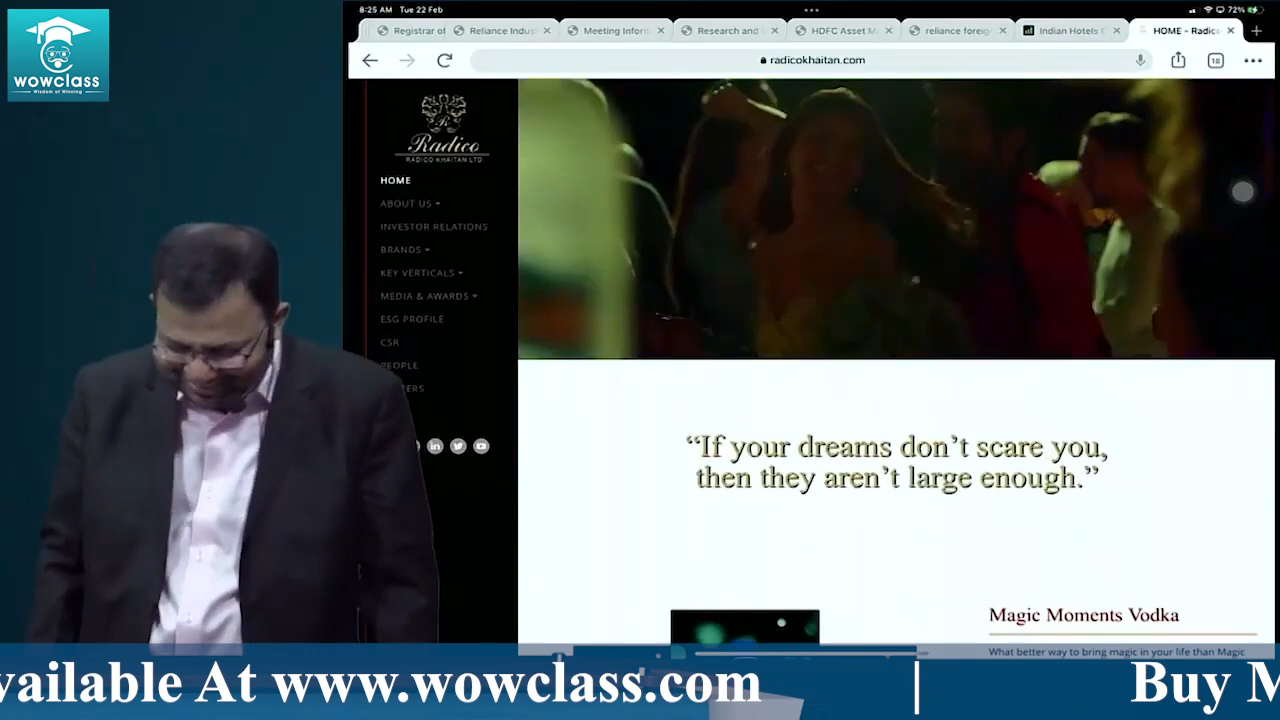 8:25 AM Tue 22 Feb
72%
Registrar of
Reliance Indus
Meeting Inform
Research and
HDFC Asset M
reliance foreig
Indian Hotels
HOME - Radic
radicokhaitan.com
18
wowclass
Wisdom of Winning
Radico
RADICO KHAITAN LTD
HOME
ABOUT US
INVESTOR RELATIONS
BRANDS
KEY VERTICALS
MEDIA & AWARDS
ESG PROFILE
CSR
PEOPLE
“If your dreams don’t scare you,
then they aren’t large enough.”
Magic Moments Vodka
What better way to bring magic in your life than Magic
vailable At www.wowclass.com | Buy M